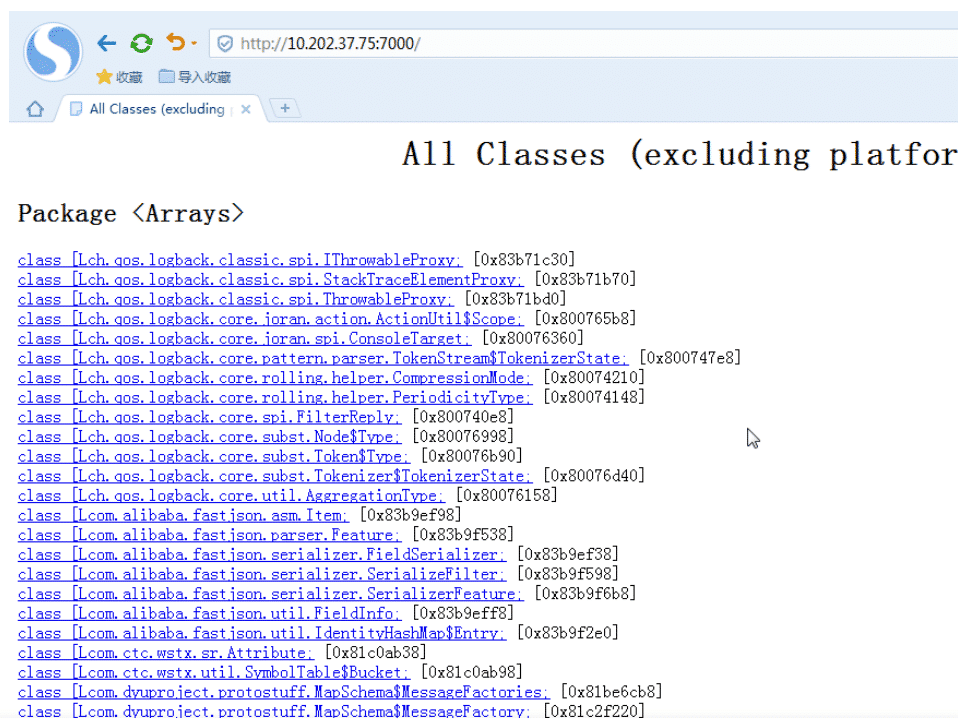 http://10.202.37.75:7000/
收藏 导入收藏
All Classes (excluding
All Classes (excluding platfor
Package <Arrays>
class [Lch.qos.logback.classic.spi.IThrowableProxy; [0x83b71c30]
class [Lch.qos.logback.classic.spi.StackTraceElementProxy; [0x83b71b70]
class [Lch.qos.logback.classic.spi.ThrowableProxy; [0x83b71bd0]
class [Lch.qos.logback.core.joran.action.ActionUtil$Scope; [0x800765b8]
class [Lch.qos.logback.core.joran.spi.ConsoleTarget; [0x80076360]
class [Lch.qos.logback.core.pattern.parser.TokenStream$TokenizerState; [0x800747e8]
class [Lch.qos.logback.core.rolling.helper.CompressionMode; [0x80074210]
class [Lch.qos.logback.core.rolling.helper.PeriodicityType; [0x80074148]
class [Lch.qos.logback.core.spi.FilterReply; [0x800740e8]
class [Lch.qos.logback.core.subst.Node$Type; [0x80076998]
class [Lch.qos.logback.core.subst.Token$Type; [0x80076b90]
class [Lch.qos.logback.core.subst.Tokenizer$TokenizerState; [0x80076d40]
class [Lch.qos.logback.core.util.AggregationType; [0x80076158]
class [Lcom.alibaba.fastjson.asm.Item; [0x83b9ef98]
class [Lcom.alibaba.fastjson.parser.Feature; [0x83b9f538]
class [Lcom.alibaba.fastjson.serializer.FieldSerializer; [0x83b9ef38]
class [Lcom.alibaba.fastjson.serializer.SerializeFilter; [0x83b9f598]
class [Lcom.alibaba.fastjson.serializer.SerializerFeature; [0x83b9f6b8]
class [Lcom.alibaba.fastjson.util.FieldInfo; [0x83b9eff8]
class [Lcom.alibaba.fastjson.util.IdentityHashMap$Entry; [0x83b9f2e0]
class [Lcom.ctc.wstx.sr.Attribute; [0x81c0ab38]
class [Lcom.ctc.wstx.util.SymbolTable$Bucket; [0x81c0ab98]
class [Lcom.dyuproject.protostuff.MapSchema$MessageFactories; [0x81be6cb8]
class [Lcom.dyuproject.protostuff.MapSchema$MessageFactory; [0x81c2f220]